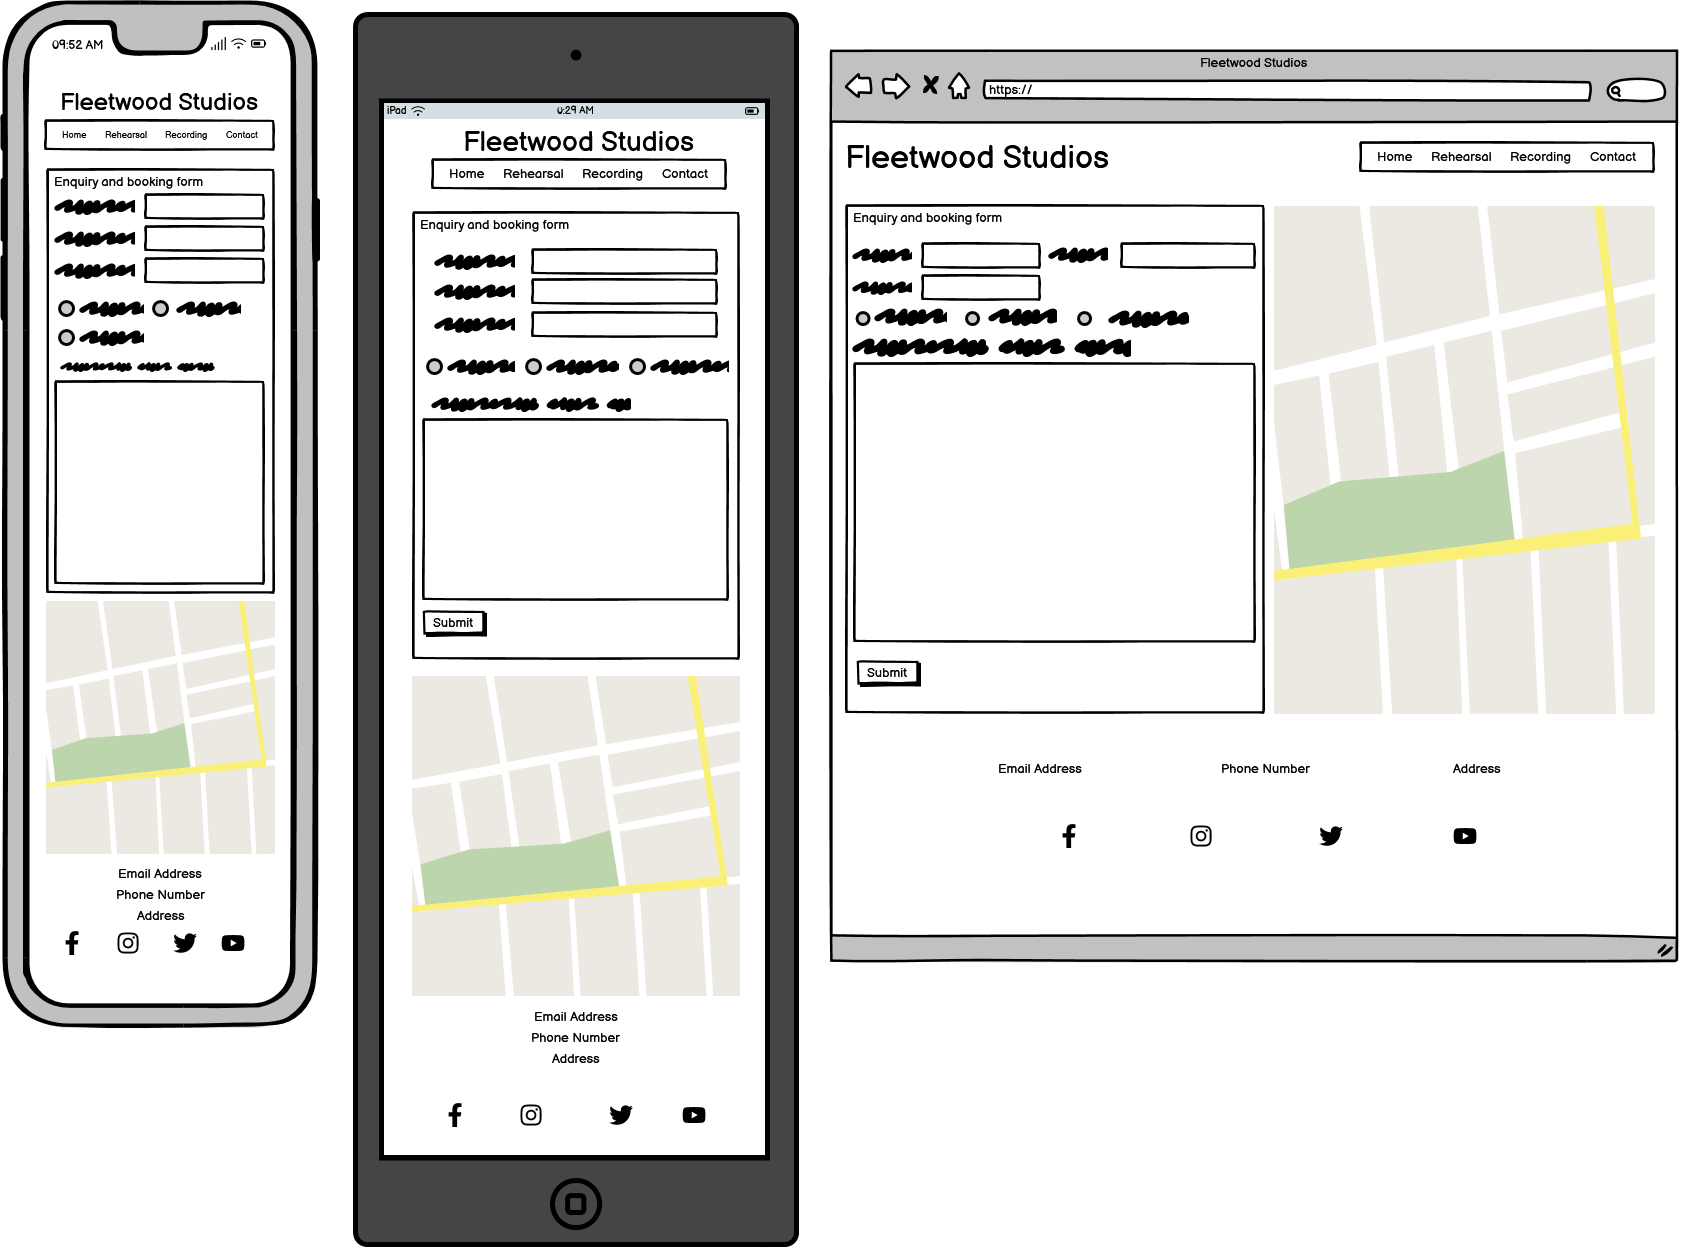 09:52 AM
Fleetwood Studios
Home Rehearsal Recording Contact
Enquiry and booking form
Email Address
Phone Number
Address
iPad 0:29 AM
Fleetwood Studios
Home Rehearsal Recording Contact
Enquiry and booking form
Submit
Email Address
Phone Number
Address
Fleetwood Studios
https://
Fleetwood Studios
Home Rehearsal Recording Contact
Enquiry and booking form
Submit
Email Address Phone Number Address